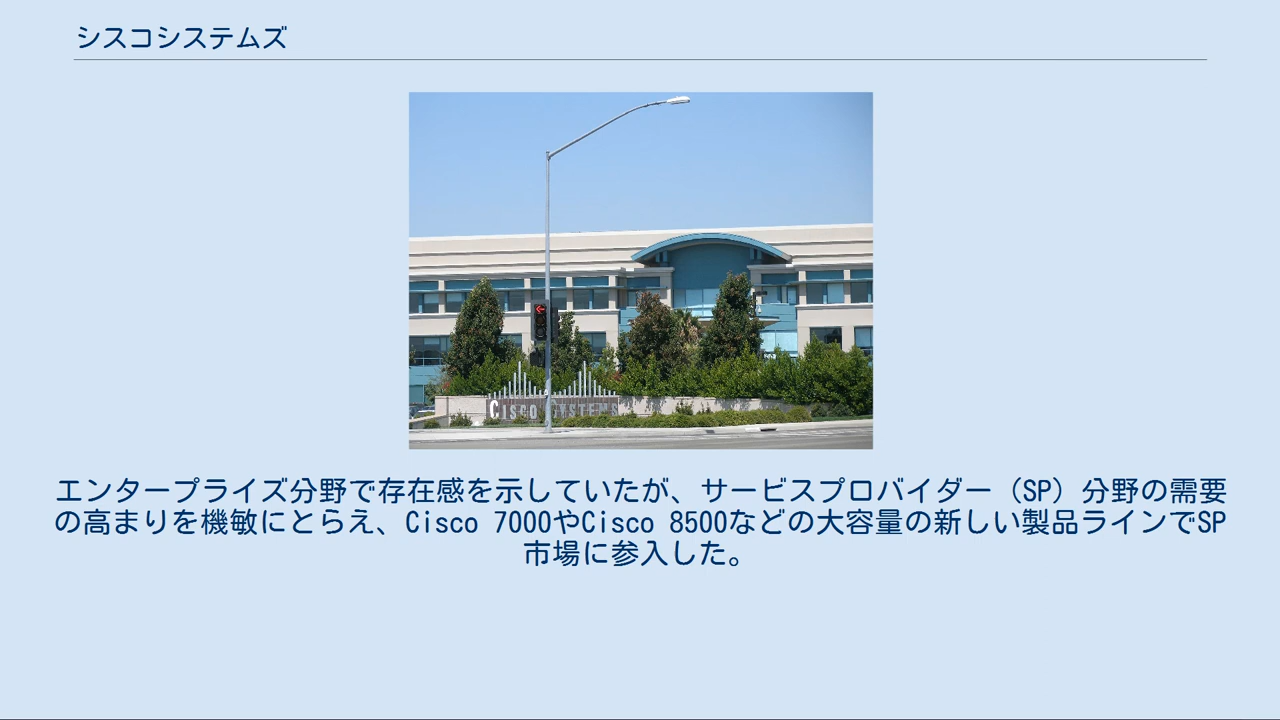 シスコシステムズ
CISCO SYSTEMS
エンタープライズ分野で存在感を示していたが、サービスプロバイダー（SP）分野の需要
の高まりを機敏にとらえ、Cisco 7000やCisco 8500などの大容量の新しい製品ラインでSP
市場に参入した。